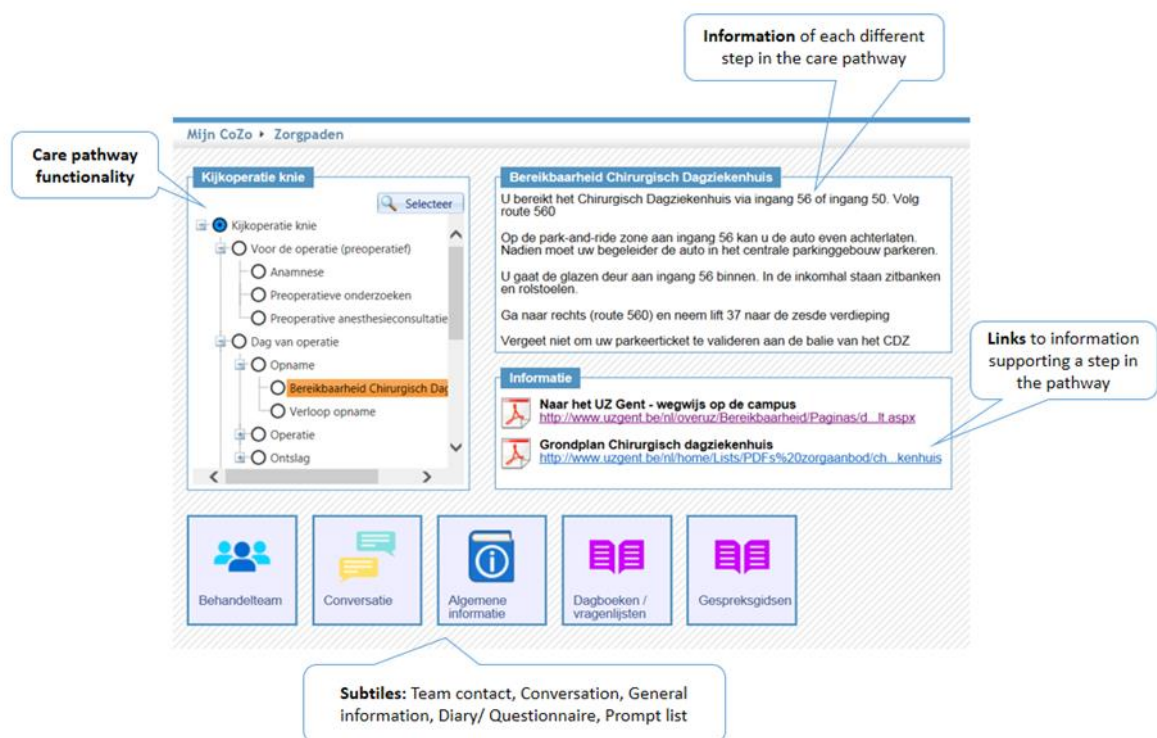 Information of each different
step in the care pathway
Mijn CoZo ▸ Zorgpaden
Care pathway
functionality
Kijkoperatie knie
Selecteer
Kijkoperatie knie
Voor de operatie (preoperatief)
Anamnese
Preoperatieve onderzoeken
Preoperative anesthesieconsultatie
Dag van operatie
Opname
Bereikbaarheid Chirurgisch Dag
Verloop opname
Operatie
Ontslag
Bereikbaarheid Chirurgisch Dagziekenhuis
U bereikt het Chirurgisch Dagziekenhuis via ingang 56 of ingang 50. Volg
route 560
Op de park-and-ride zone aan ingang 56 kan u de auto even achterlaten.
Nadien moet uw begeleider de auto in het centrale parkinggebouw parkeren.
U gaat de glazen deur aan ingang 56 binnen. In de inkomhal staan zitbanken
en rolstoelen.
Ga naar rechts (route 560) en neem lift 37 naar de zesde verdieping
Vergeet niet om uw parkeerticket te valideren aan de balie van het CDZ
Informatie
Naar het UZ Gent - wegwijs op de campus
http://www.uzgent.be/nl/overuz/Bereikbaarheid/Paginas/d...lt.aspx
Grondplan Chirurgisch dagziekenhuis
http://www.uzgent.be/nl/home/Lists/PDFs%20zorgaanbod/ch...kenhuis
Links to information
supporting a step in
the pathway
Behandelteam
Conversatie
Algemene
informatie
Dagboeken /
vragenlijsten
Gespreksgidsen
Subtiles: Team contact, Conversation, General
information, Diary/ Questionnaire, Prompt list